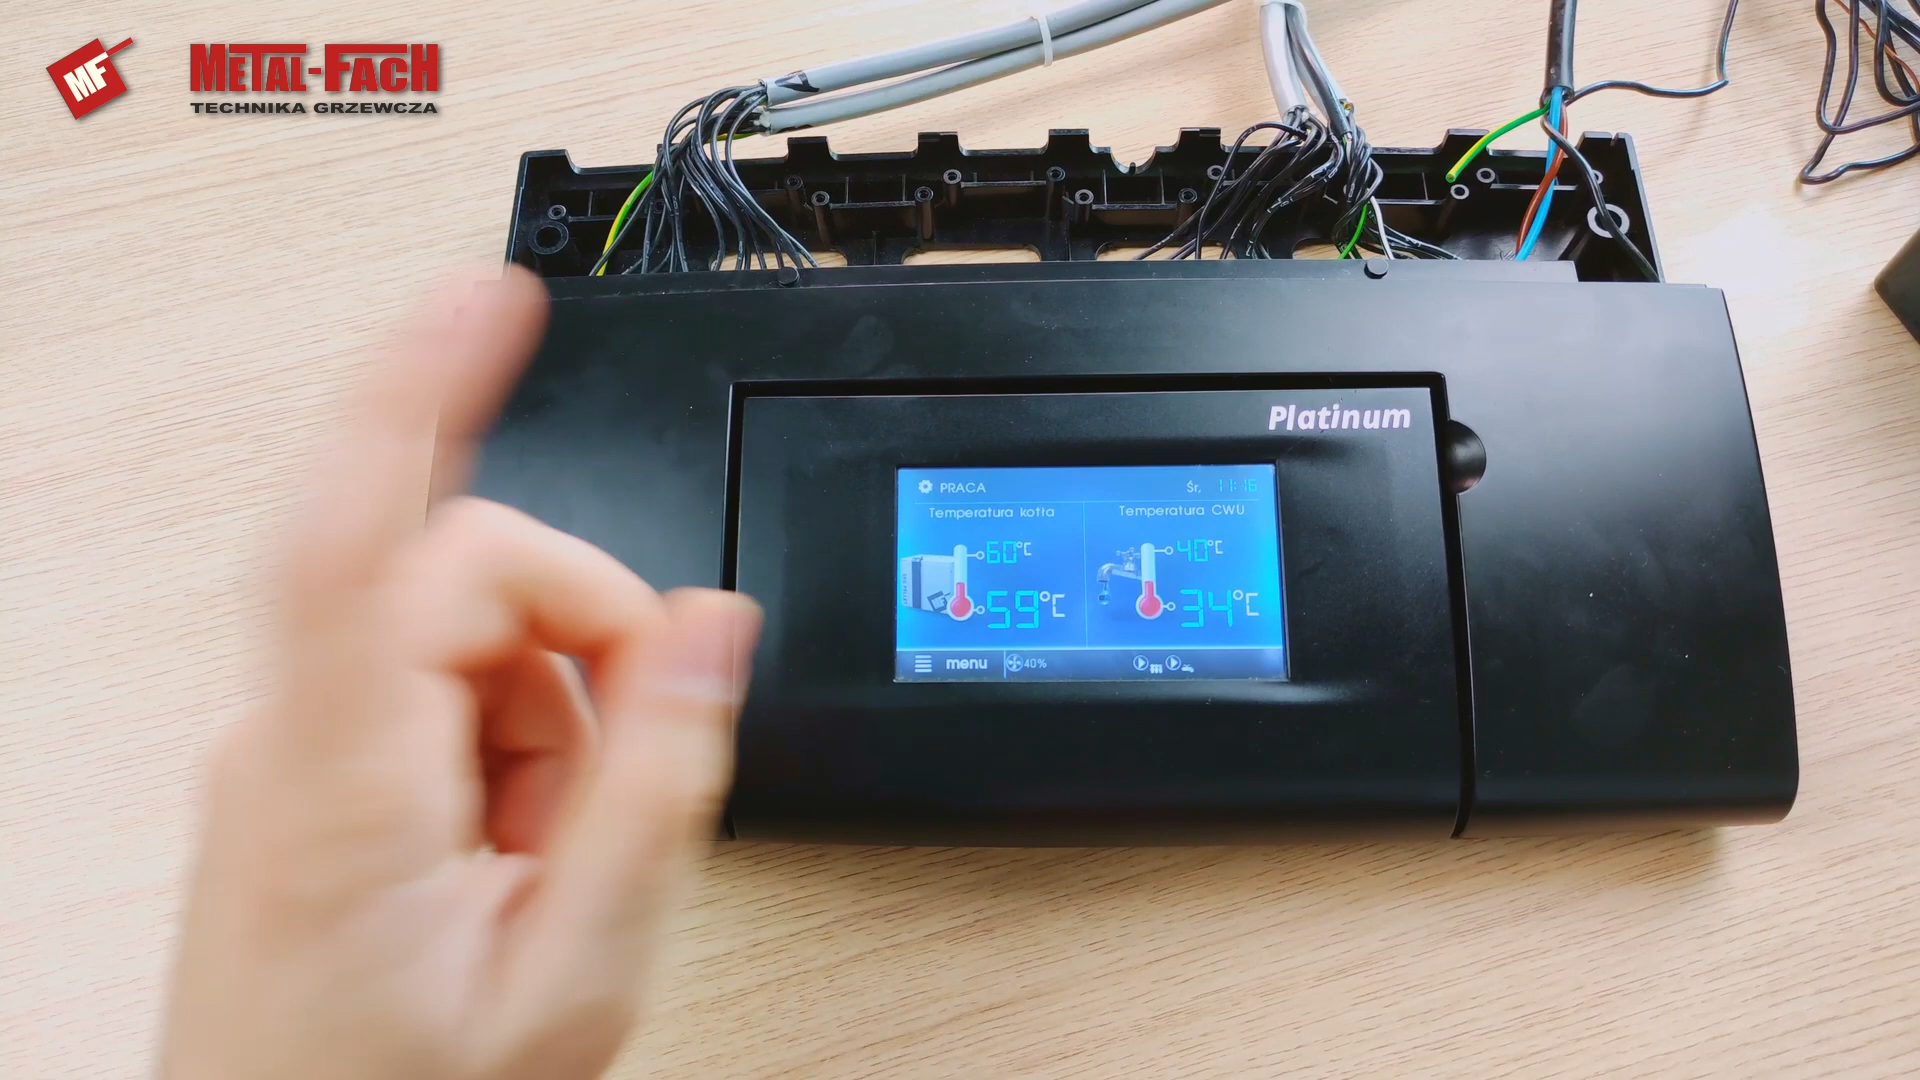 MF
METAL-FACH
TECHNIKA GRZEWCZA
Platinum
PRACA
Śr,
Temperatura kotła
Temperatura CWU
60°C
40°C
59°C
34°C
menu
40%